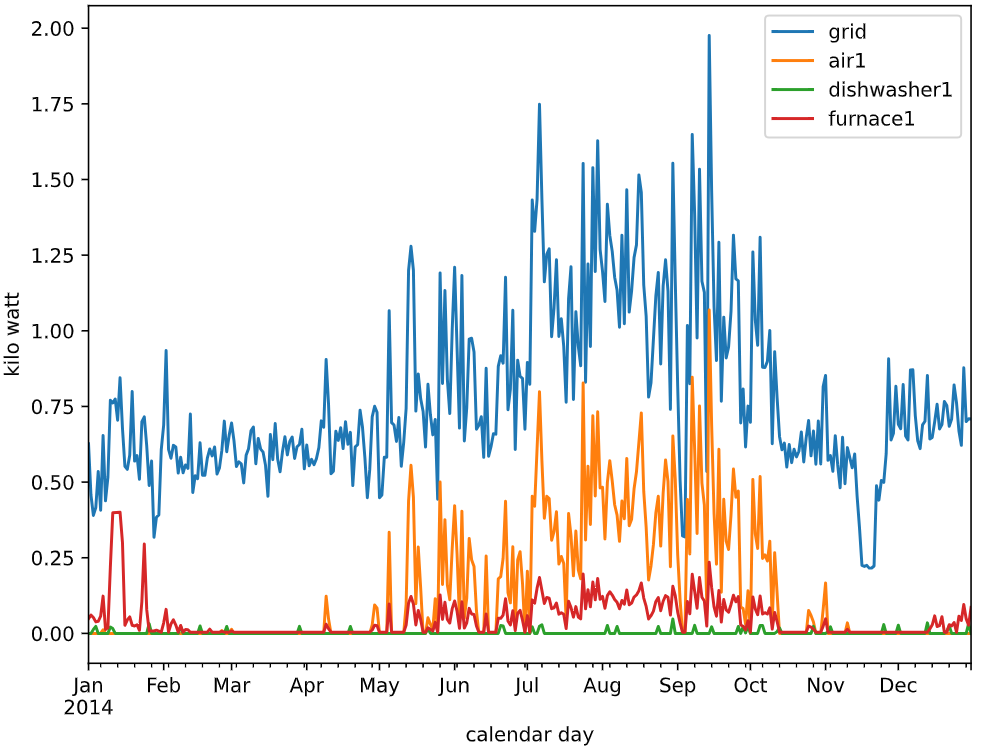 2.00
1.75
1.50
1.25
1.00
0.75
0.50
0.25
0.00
kilo watt
grid
air1
dishwasher1
furnace1
Jan Feb Mar Apr May Jun Jul Aug Sep Oct Nov Dec
2014
calendar day